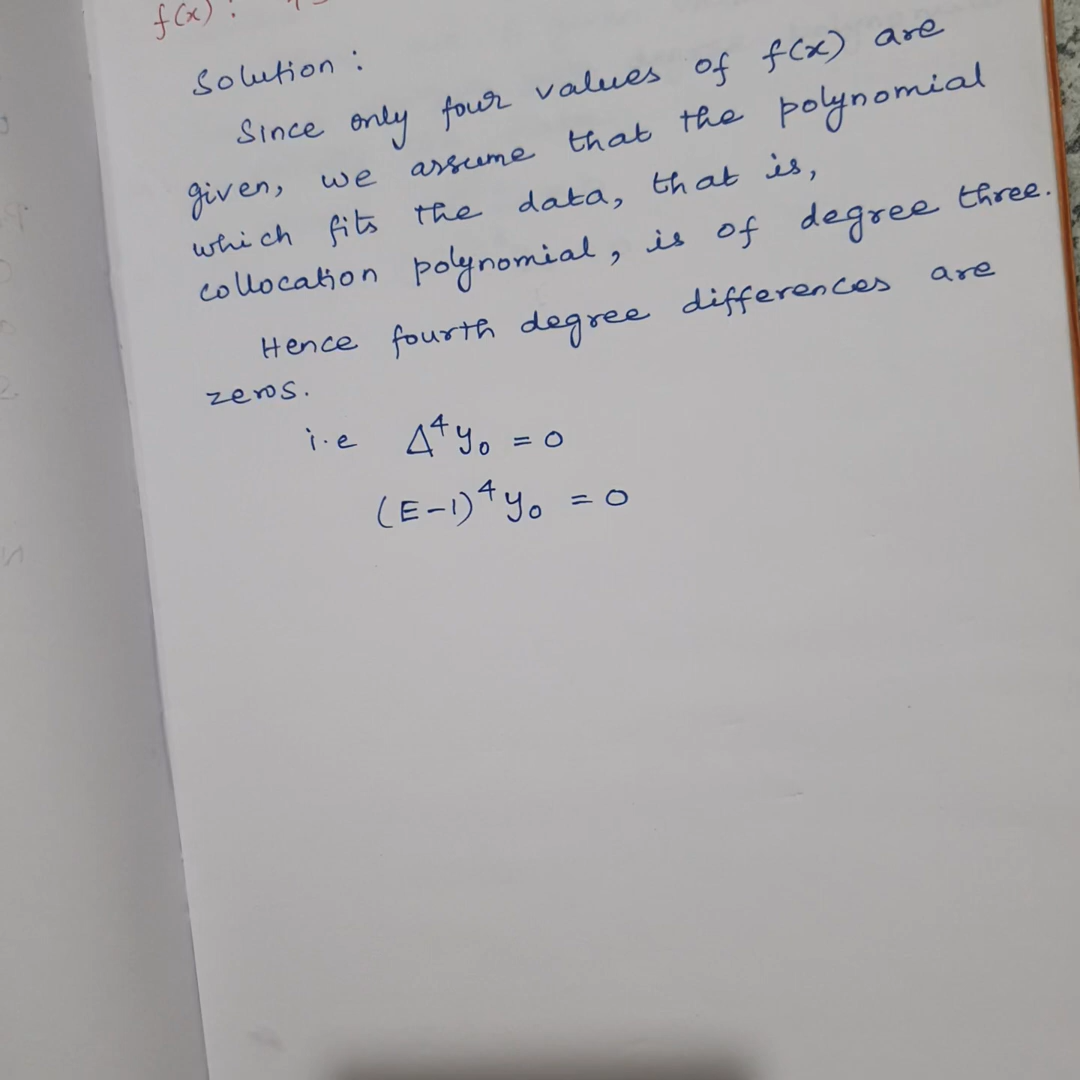 f(x) :
Solution :
Since only four values of f(x) are
given, we assume that the polynomial
which fits the data, that is,
collocation polynomial, is of degree three.
Hence fourth degree differences are
zeros.
i.e Δ⁴y₀ = 0
(E-1)⁴y₀ = 0